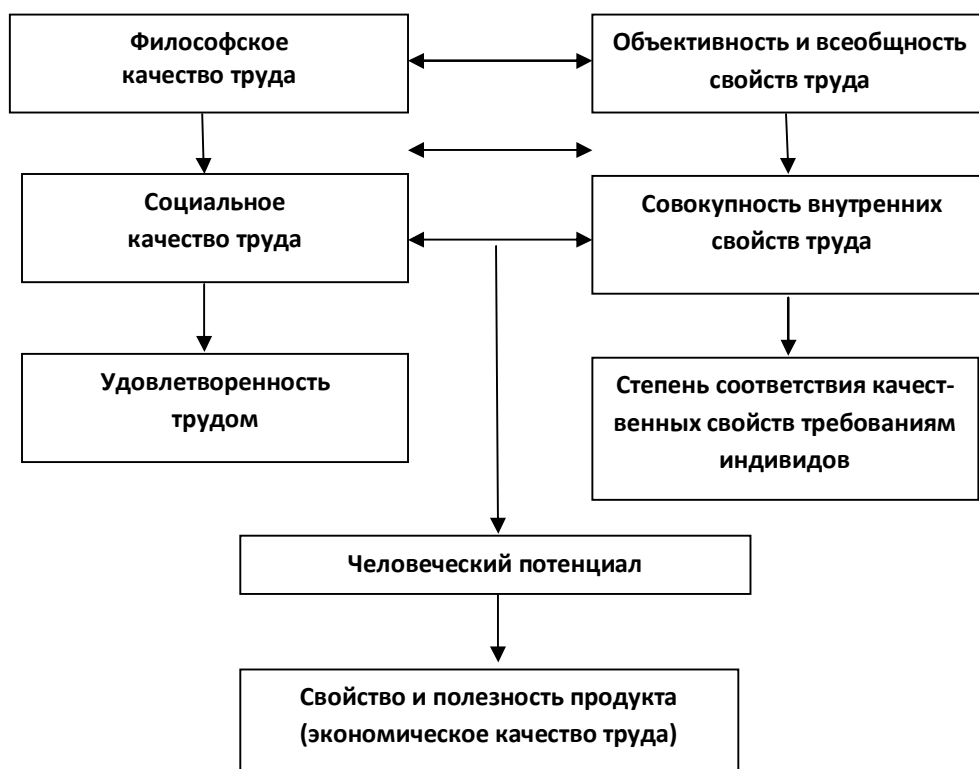 Философское
качество труда
Объективность и всеобщность
свойств труда
Социальное
качество труда
Совокупность внутренних
свойств труда
Удовлетворенность
трудом
Степень соответствия качест-
венных свойств требованиям
индивидов
Человеческий потенциал
Свойство и полезность продукта
(экономическое качество труда)